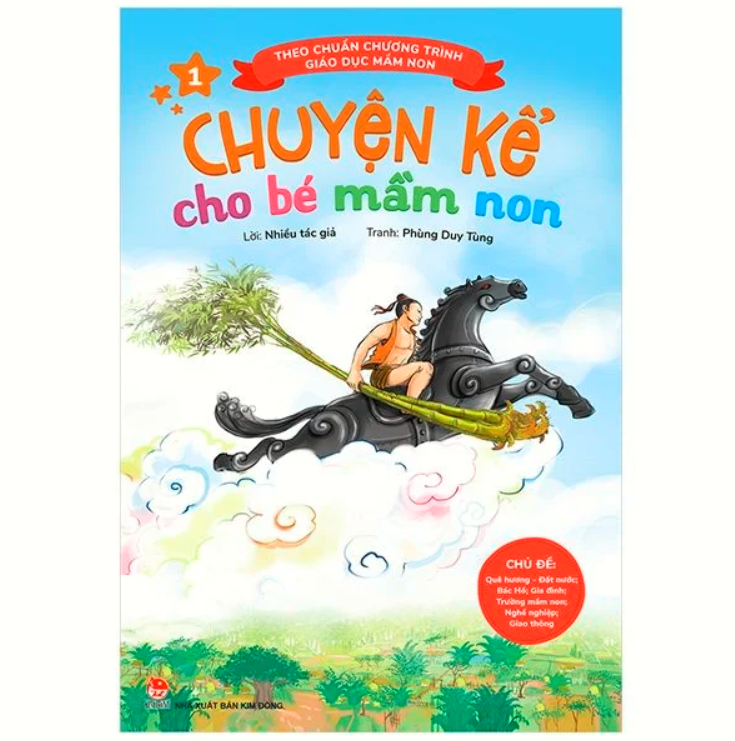 THEO CHUẨN CHƯƠNG TRÌNH
GIÁO DỤC MẦM NON
1
CHUYỆN KỂ
cho bé mầm non
Lời: Nhiều tác giả Tranh: Phùng Duy Tùng
CHỦ ĐỀ:
Quê hương - Đất nước;
Bác Hồ; Gia đình;
Trường mầm non;
Nghề nghiệp;
Giao thông
NHÀ XUẤT BẢN KIM ĐỒNG